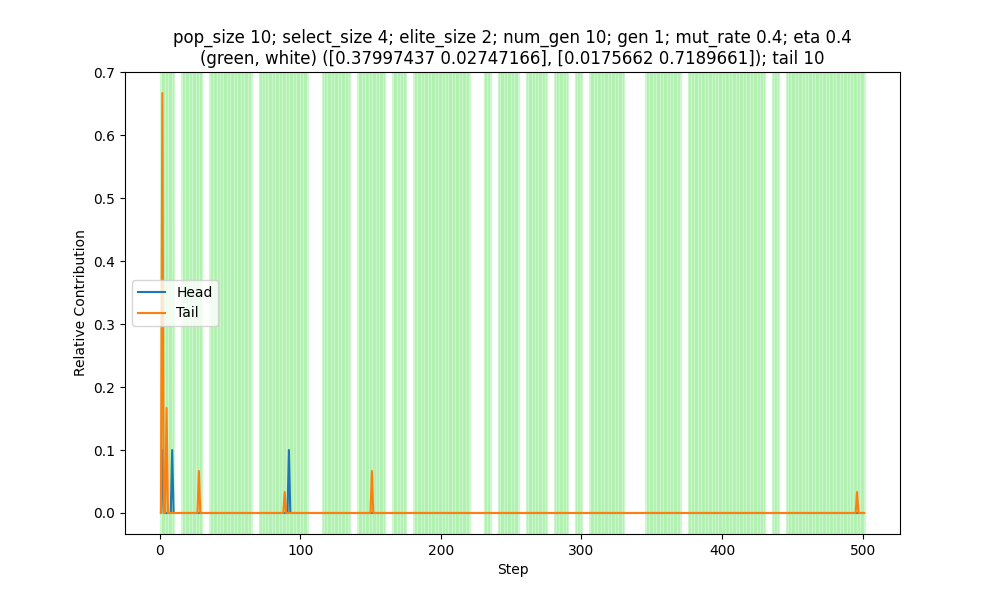 pop_size 10; select_size 4; elite_size 2; num_gen 10; gen 1; mut_rate 0.4; eta 0.4
(green, white) ([0.37997437 0.02747166], [0.0175662 0.7189661]); tail 10
0.7
0.6
0.5
0.4
0.3
0.2
0.1
0.0
Relative Contribution
Head
Tail
0 100 200 300 400 500
Step